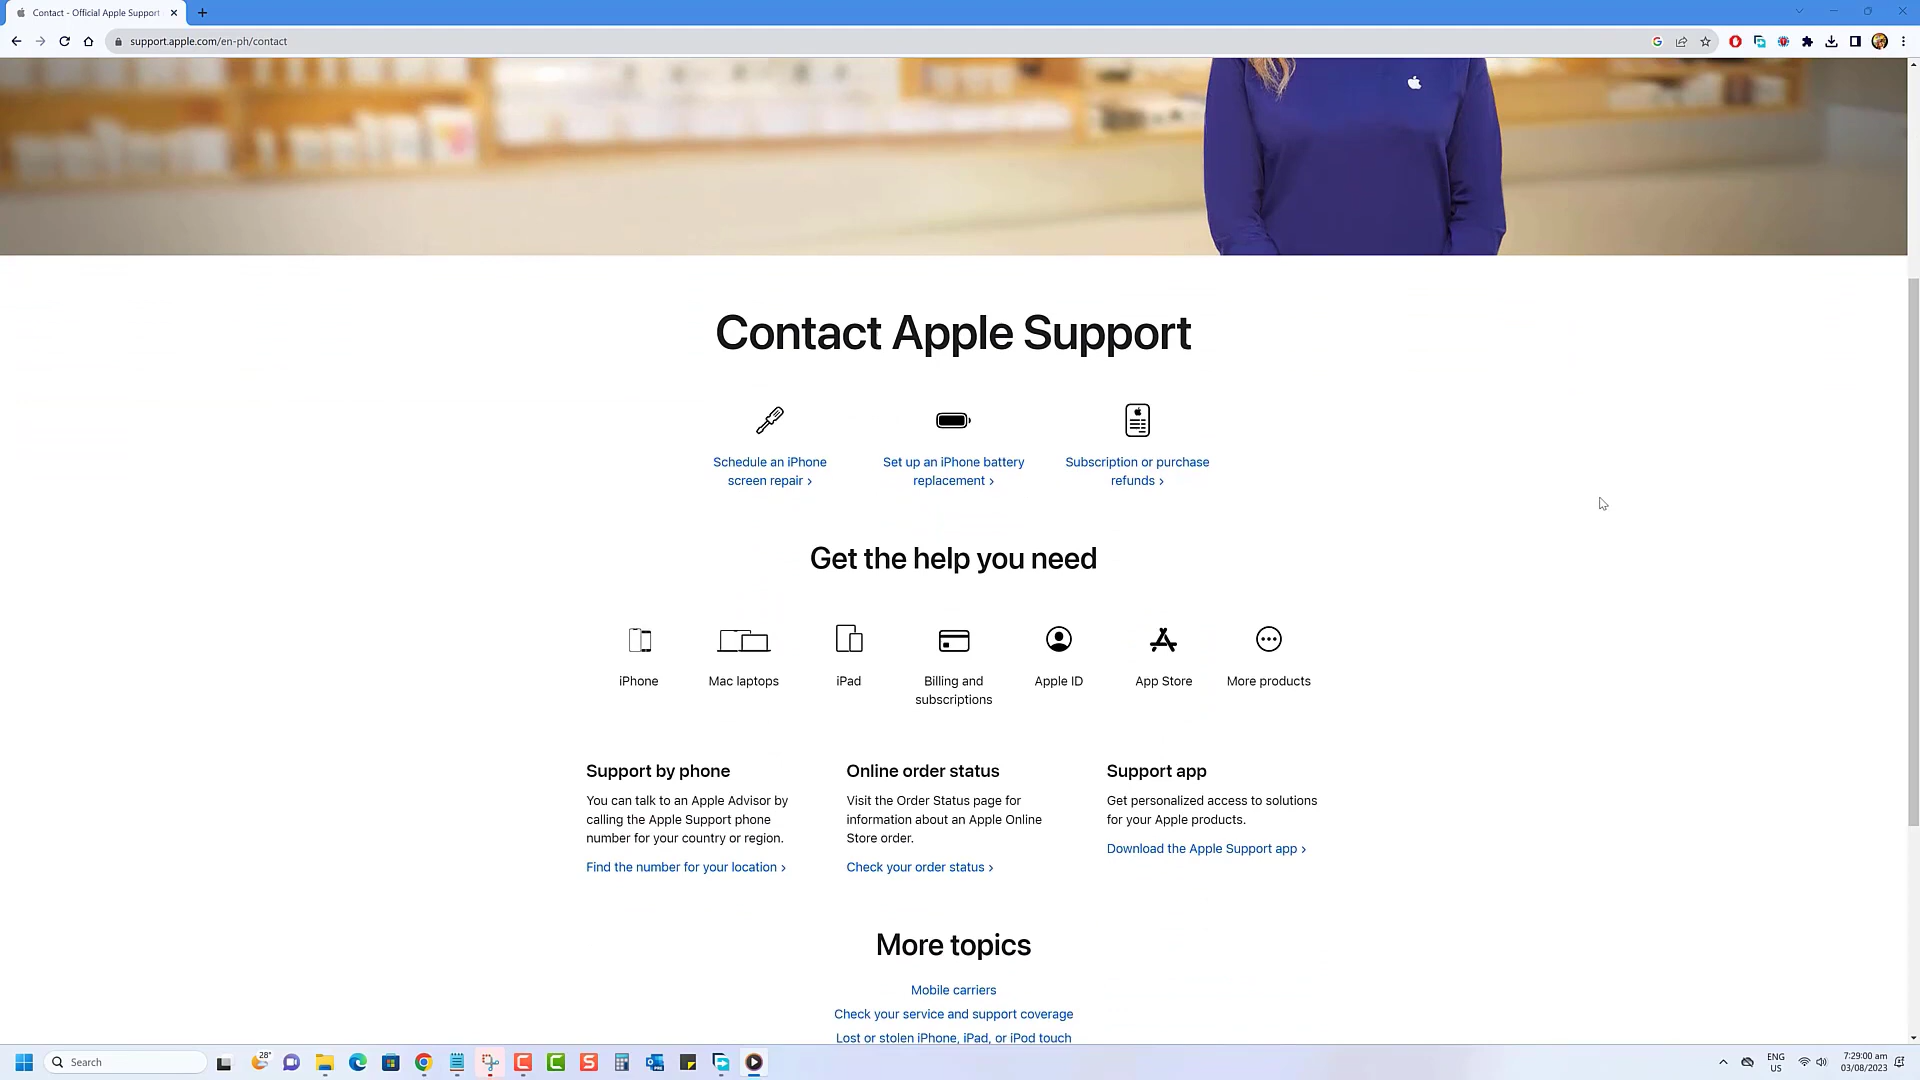 Contact - Official Apple Support
support.apple.com/en-ph/contact
Contact Apple Support
Schedule an iPhone
screen repair >
Set up an iPhone battery
replacement >
Subscription or purchase
refunds >
Get the help you need
iPhone
Mac laptops
iPad
Billing and
subscriptions
Apple ID
App Store
More products
Support by phone
You can talk to an Apple Advisor by
calling the Apple Support phone
number for your country or region.
Find the number for your location >
Online order status
Visit the Order Status page for
information about an Apple Online
Store order.
Check your order status >
Support app
Get personalized access to solutions
for your Apple products.
Download the Apple Support app >
More topics
Mobile carriers
Check your service and support coverage
Lost or stolen iPhone, iPad, or iPod touch
Search
28°
ENG
US
7:29:00 am
03/08/2023